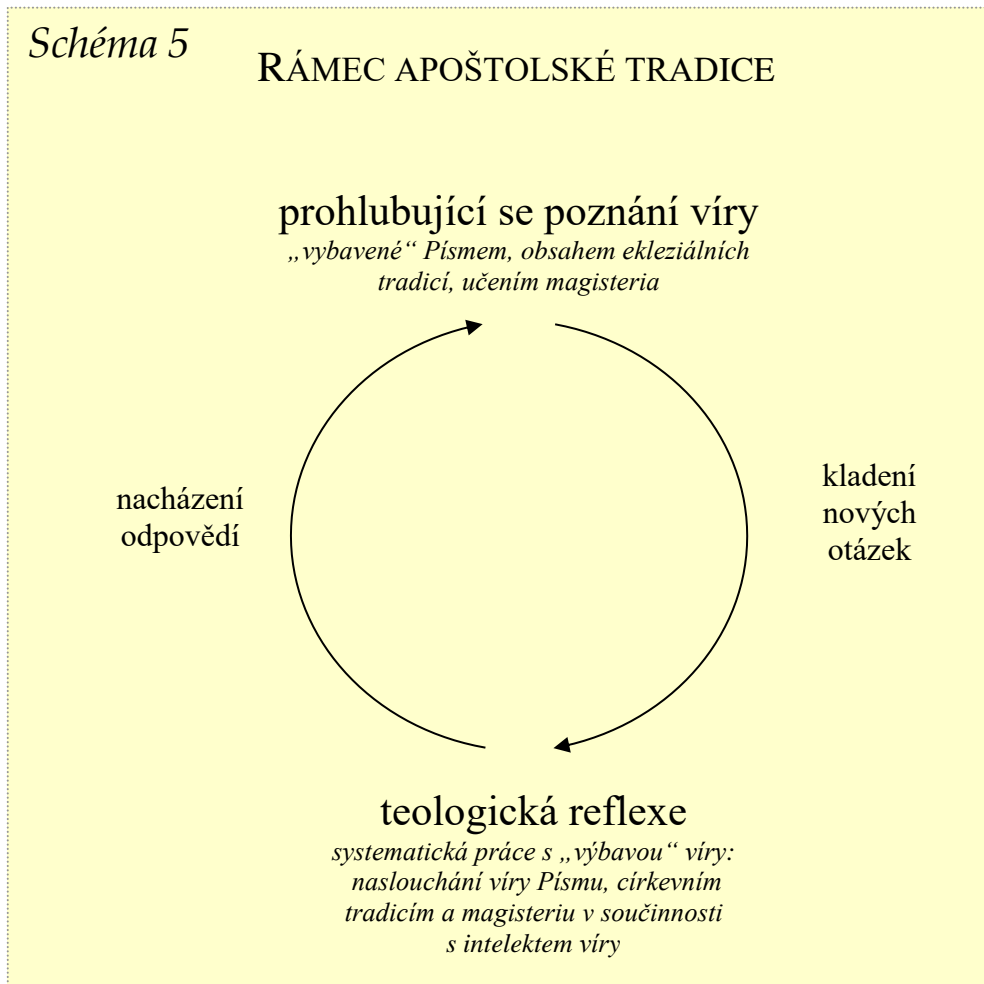 Schéma 5
RÁMEC APOŠTOLSKÉ TRADICE
prohlubující se poznání víry
„vybavené“ Písmem, obsahem ekleziálních
tradicí, učením magisteria
nacházení
odpovědí
kladení
nových
otázek
teologická reflexe
systematická práce s „výbavou“ víry:
naslouchání víry Písmu, církevním
tradicím a magisteriu v součinnosti
s intelektem víry